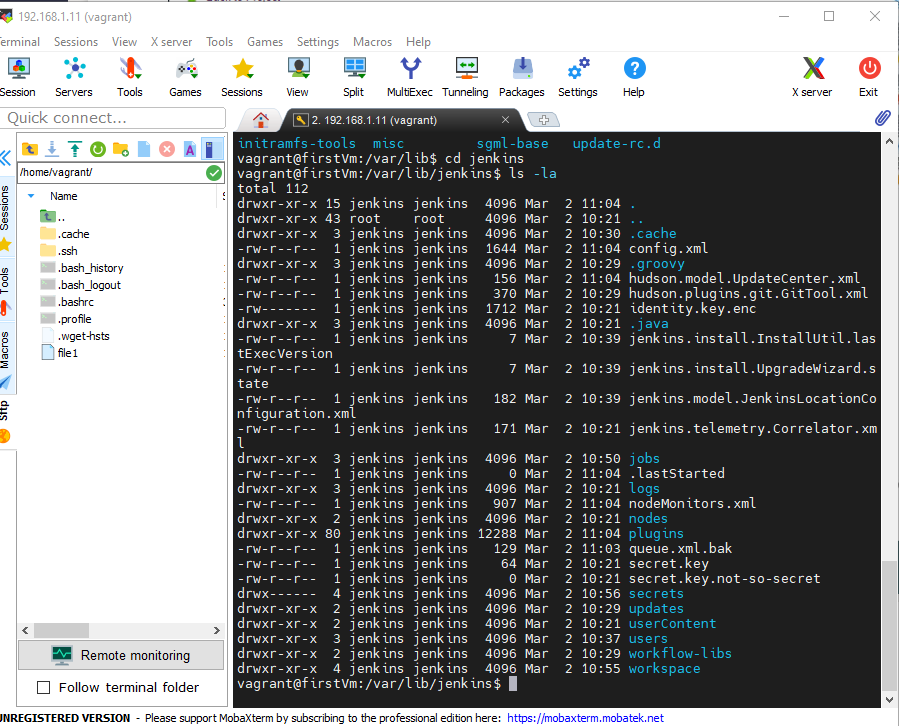 192.168.1.11 (vagrant)
Terminal Sessions View X server Tools Games Settings Macros Help
Session Servers Tools Games Sessions View Split MultiExec Tunneling Packages Settings Help X server Exit
Quick connect...
2. 192.168.1.11 (vagrant)
/home/vagrant/
Name
..
.cache
.ssh
.bash_history
.bash_logout
.bashrc
.profile
.wget-hsts
file1
Sessions
Tools
Macros
Sftp
Remote monitoring
Follow terminal folder
initramfs-tools misc sgml-base update-rc.d
vagrant@firstVm:/var/lib$ cd jenkins
vagrant@firstVm:/var/lib/jenkins$ ls -la
total 112
drwxr-xr-x 15 jenkins jenkins 4096 Mar 2 11:04 .
drwxr-xr-x 43 root root 4096 Mar 2 10:21 ..
drwxr-xr-x 3 jenkins jenkins 4096 Mar 2 10:30 .cache
-rw-r--r-- 1 jenkins jenkins 1644 Mar 2 11:04 config.xml
drwxr-xr-x 3 jenkins jenkins 4096 Mar 2 10:29 .groovy
-rw-r--r-- 1 jenkins jenkins 156 Mar 2 11:04 hudson.model.UpdateCenter.xml
-rw-r--r-- 1 jenkins jenkins 370 Mar 2 10:29 hudson.plugins.git.GitTool.xml
-rw------- 1 jenkins jenkins 1712 Mar 2 10:21 identity.key.enc
drwxr-xr-x 3 jenkins jenkins 4096 Mar 2 10:21 .java
-rw-r--r-- 1 jenkins jenkins 7 Mar 2 10:39 jenkins.install.InstallUtil.las
tExecVersion
-rw-r--r-- 1 jenkins jenkins 7 Mar 2 10:39 jenkins.install.UpgradeWizard.s
tate
-rw-r--r-- 1 jenkins jenkins 182 Mar 2 10:39 jenkins.model.JenkinsLocationCo
nfiguration.xml
-rw-r--r-- 1 jenkins jenkins 171 Mar 2 10:21 jenkins.telemetry.Correlator.xm
l
drwxr-xr-x 3 jenkins jenkins 4096 Mar 2 10:50 jobs
-rw-r--r-- 1 jenkins jenkins 0 Mar 2 11:04 .lastStarted
drwxr-xr-x 3 jenkins jenkins 4096 Mar 2 10:21 logs
-rw-r--r-- 1 jenkins jenkins 907 Mar 2 11:04 nodeMonitors.xml
drwxr-xr-x 2 jenkins jenkins 4096 Mar 2 10:21 nodes
drwxr-xr-x 80 jenkins jenkins 12288 Mar 2 11:04 plugins
-rw-r--r-- 1 jenkins jenkins 129 Mar 2 11:03 queue.xml.bak
-rw-r--r-- 1 jenkins jenkins 64 Mar 2 10:21 secret.key
-rw-r--r-- 1 jenkins jenkins 0 Mar 2 10:21 secret.key.not-so-secret
drwx------ 4 jenkins jenkins 4096 Mar 2 10:56 secrets
drwxr-xr-x 2 jenkins jenkins 4096 Mar 2 10:29 updates
drwxr-xr-x 2 jenkins jenkins 4096 Mar 2 10:21 userContent
drwxr-xr-x 3 jenkins jenkins 4096 Mar 2 10:37 users
drwxr-xr-x 2 jenkins jenkins 4096 Mar 2 10:29 workflow-libs
drwxr-xr-x 4 jenkins jenkins 4096 Mar 2 10:55 workspace
vagrant@firstVm:/var/lib/jenkins$
UNREGISTERED VERSION - Please support MobaXterm by subscribing to the professional edition here: https://mobaxterm.mobatek.net